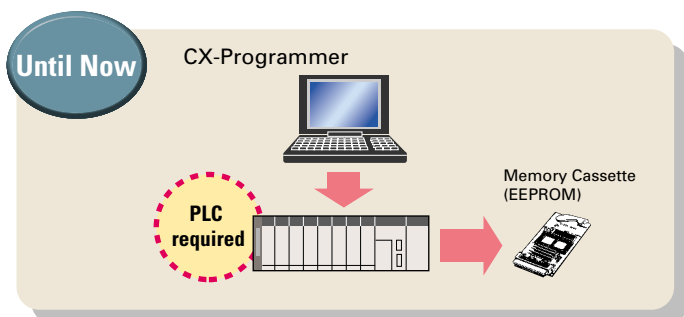 Until Now
CX-Programmer
Memory Cassette
(EEPROM)
PLC
required